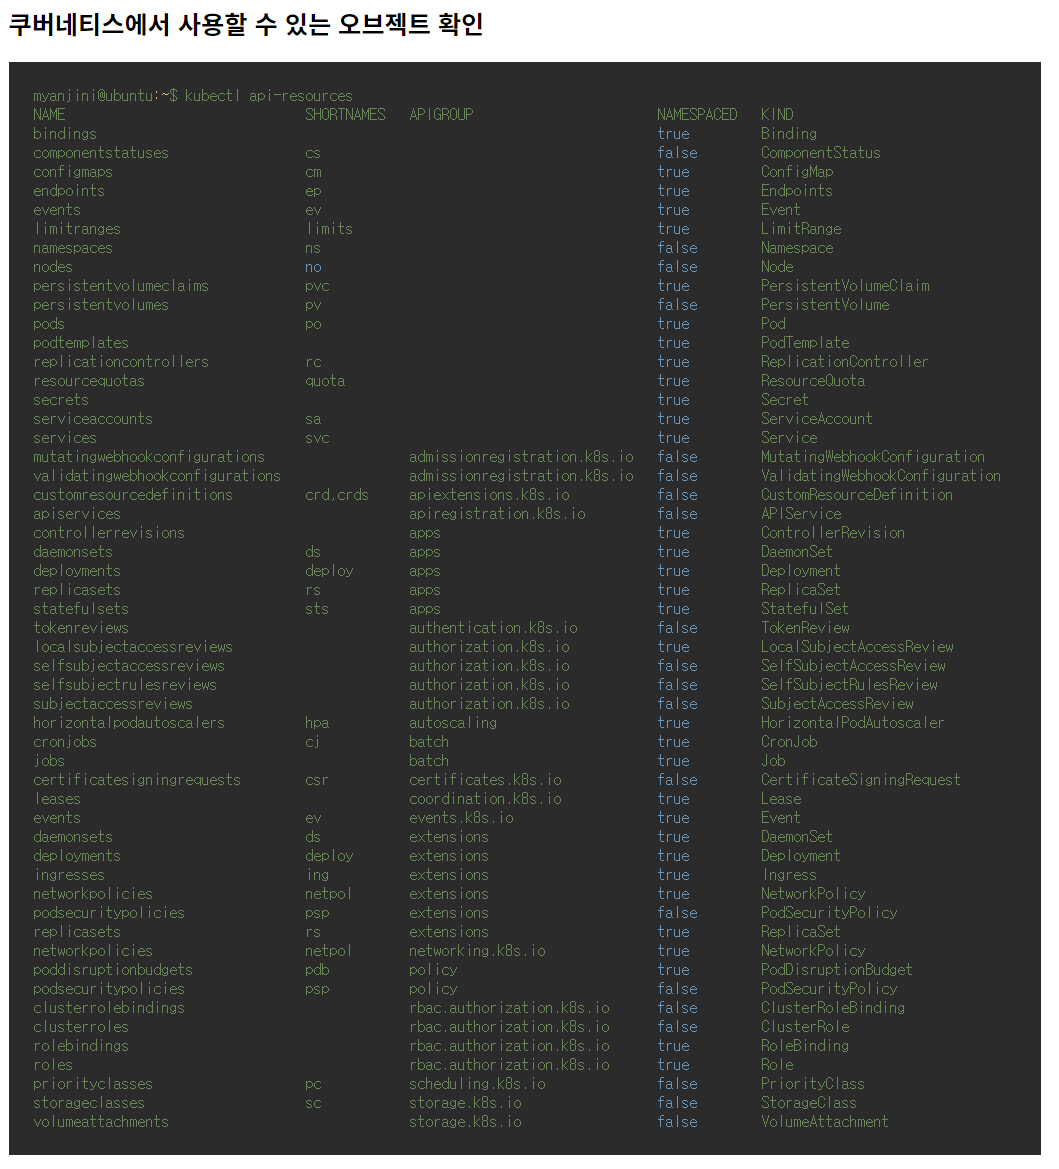 쿠버네티스에서 사용할 수 있는 오브젝트 확인
myanjini@ubuntu:~$ kubectl api-resources
NAME SHORTNAMES APIGROUP NAMESPACED KIND
bindings true Binding
componentstatuses cs false ComponentStatus
configmaps cm true ConfigMap
endpoints ep true Endpoints
events ev true Event
limitranges limits true LimitRange
namespaces ns false Namespace
nodes no false Node
persistentvolumeclaims pvc true PersistentVolumeClaim
persistentvolumes pv false PersistentVolume
pods po true Pod
podtemplates true PodTemplate
replicationcontrollers rc true ReplicationController
resourcequotas quota true ResourceQuota
secrets true Secret
serviceaccounts sa true ServiceAccount
services svc true Service
mutatingwebhookconfigurations admissionregistration.k8s.io false MutatingWebhookConfiguration
validatingwebhookconfigurations admissionregistration.k8s.io false ValidatingWebhookConfiguration
customresourcedefinitions crd,crds apiextensions.k8s.io false CustomResourceDefinition
apiservices apiregistration.k8s.io false APIService
controllerrevisions apps true ControllerRevision
daemonsets ds apps true DaemonSet
deployments deploy apps true Deployment
replicasets rs apps true ReplicaSet
statefulsets sts apps true StatefulSet
tokenreviews authentication.k8s.io false TokenReview
localsubjectaccessreviews authorization.k8s.io true LocalSubjectAccessReview
selfsubjectaccessreviews authorization.k8s.io false SelfSubjectAccessReview
selfsubjectrulesreviews authorization.k8s.io false SelfSubjectRulesReview
subjectaccessreviews authorization.k8s.io false SubjectAccessReview
horizontalpodautoscalers hpa autoscaling true HorizontalPodAutoscaler
cronjobs cj batch true CronJob
jobs batch true Job
certificatesigningrequests csr certificates.k8s.io false CertificateSigningRequest
leases coordination.k8s.io true Lease
events ev events.k8s.io true Event
daemonsets ds extensions true DaemonSet
deployments deploy extensions true Deployment
ingresses ing extensions true Ingress
networkpolicies netpol extensions true NetworkPolicy
podsecuritypolicies psp extensions false PodSecurityPolicy
replicasets rs extensions true ReplicaSet
networkpolicies netpol networking.k8s.io true NetworkPolicy
poddisruptionbudgets pdb policy true PodDisruptionBudget
podsecuritypolicies psp policy false PodSecurityPolicy
clusterrolebindings rbac.authorization.k8s.io false ClusterRoleBinding
clusterroles rbac.authorization.k8s.io false ClusterRole
rolebindings rbac.authorization.k8s.io true RoleBinding
roles rbac.authorization.k8s.io true Role
priorityclasses pc scheduling.k8s.io false PriorityClass
storageclasses sc storage.k8s.io false StorageClass
volumeattachments storage.k8s.io false VolumeAttachment